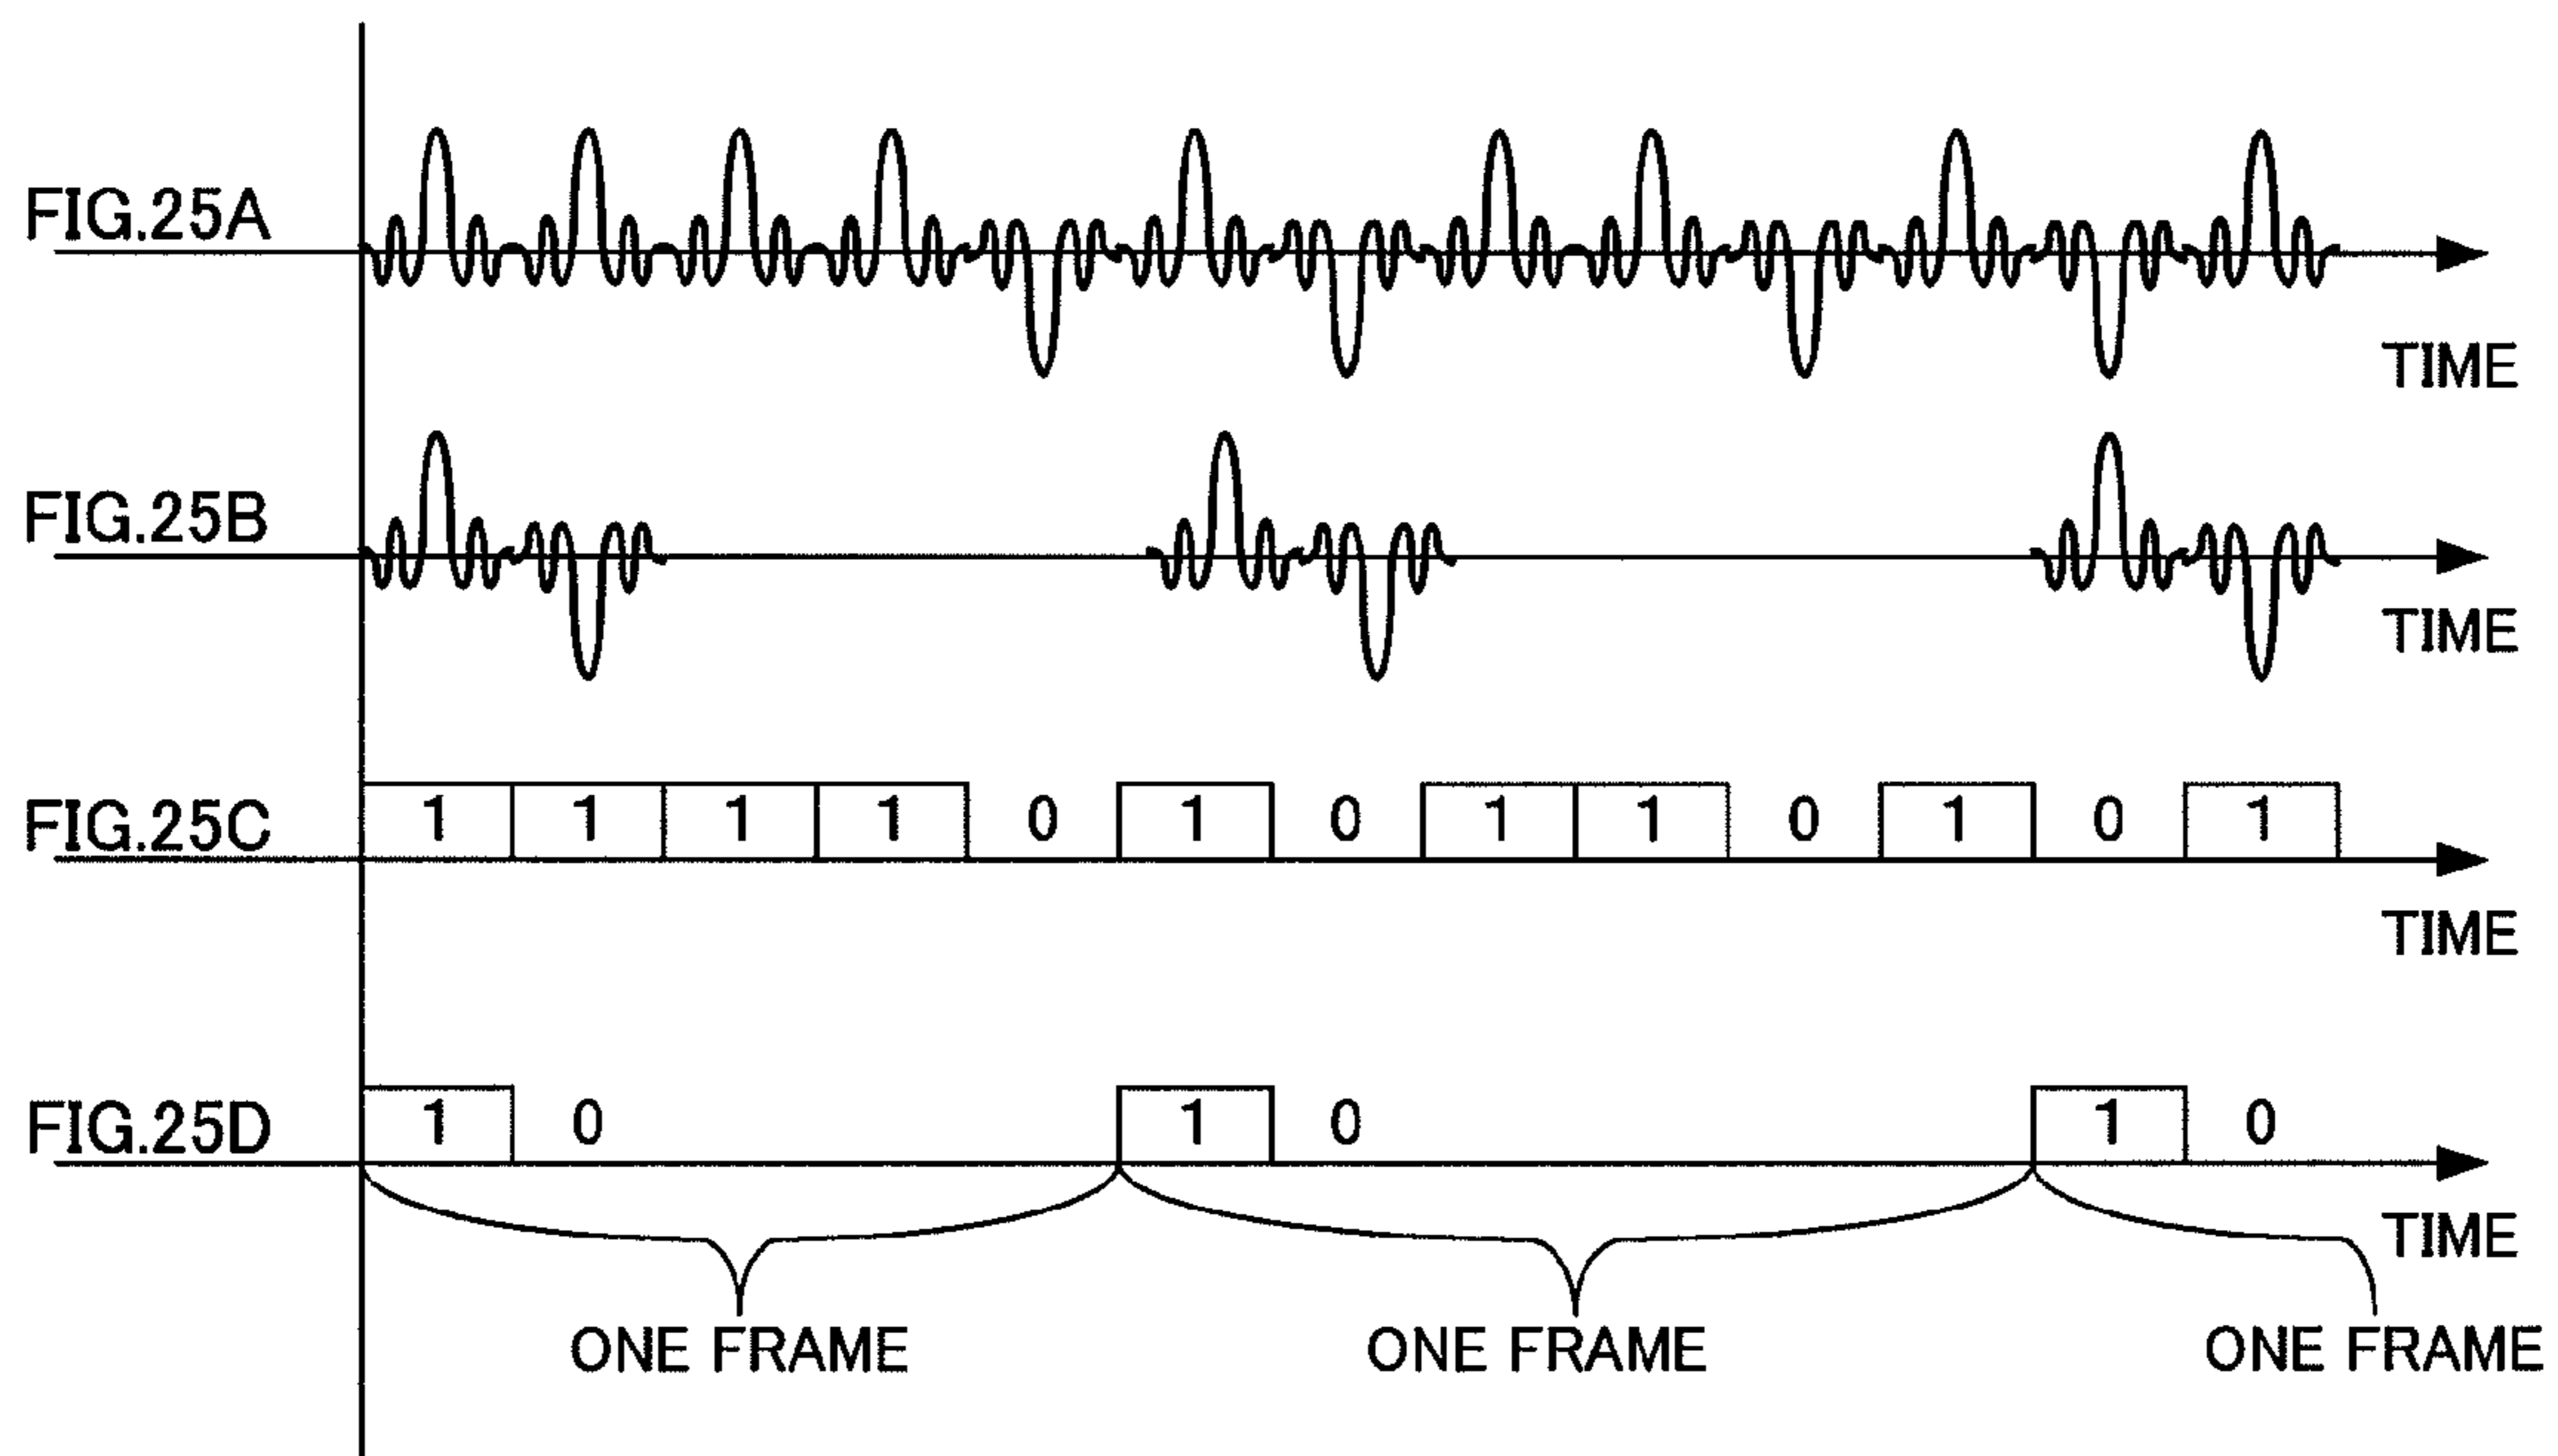 FIG.25A
TIME
FIG.25B
TIME
FIG.25C 1 1 1 1 0 1 0 1 1 0 1 0 1
TIME
FIG.25D 1 0 1 0 1 0
TIME
ONE FRAME ONE FRAME ONE FRAME